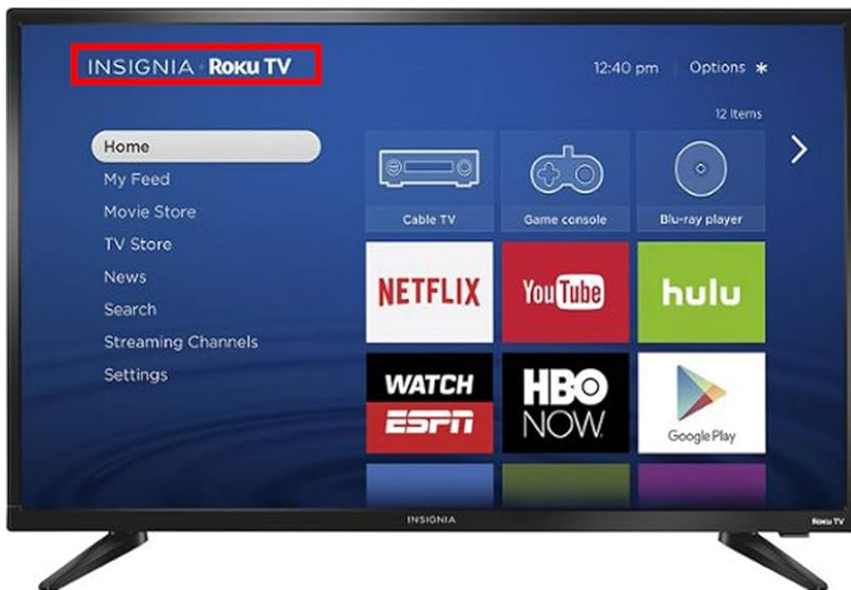 INSIGNIA • Roku TV
12:40 pm | Options *
12 Items
Home
My Feed
Movie Store
TV Store
News
Search
Streaming Channels
Settings
Cable TV
Game console
Blu-ray player
NETFLIX
YouTube
hulu
WATCH
ESPN
HBO
NOW.
Google Play
INSIGNIA
Roku TV